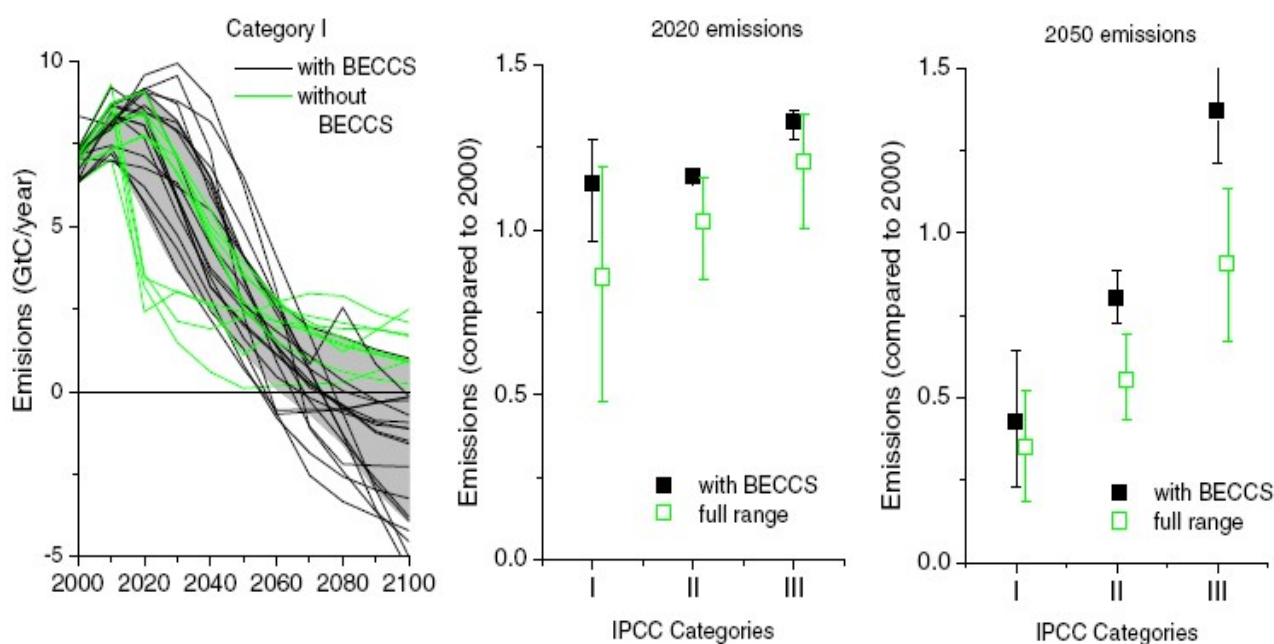 Category I
with BECCS
without
BECCS
Emisions (GtC/year)
10
5
0
-5
2000 2020 2040 2060 2080 2100
2020 emissions
Emissions (compared to 2000)
1.5
1.0
0.5
0.0
with BECCS
full range
I II III
IPCC Categories
2050 emissions
Emissions (compared to 2000)
1.5
1.0
0.5
0.0
with BECCS
full range
I II III
IPCC Categories